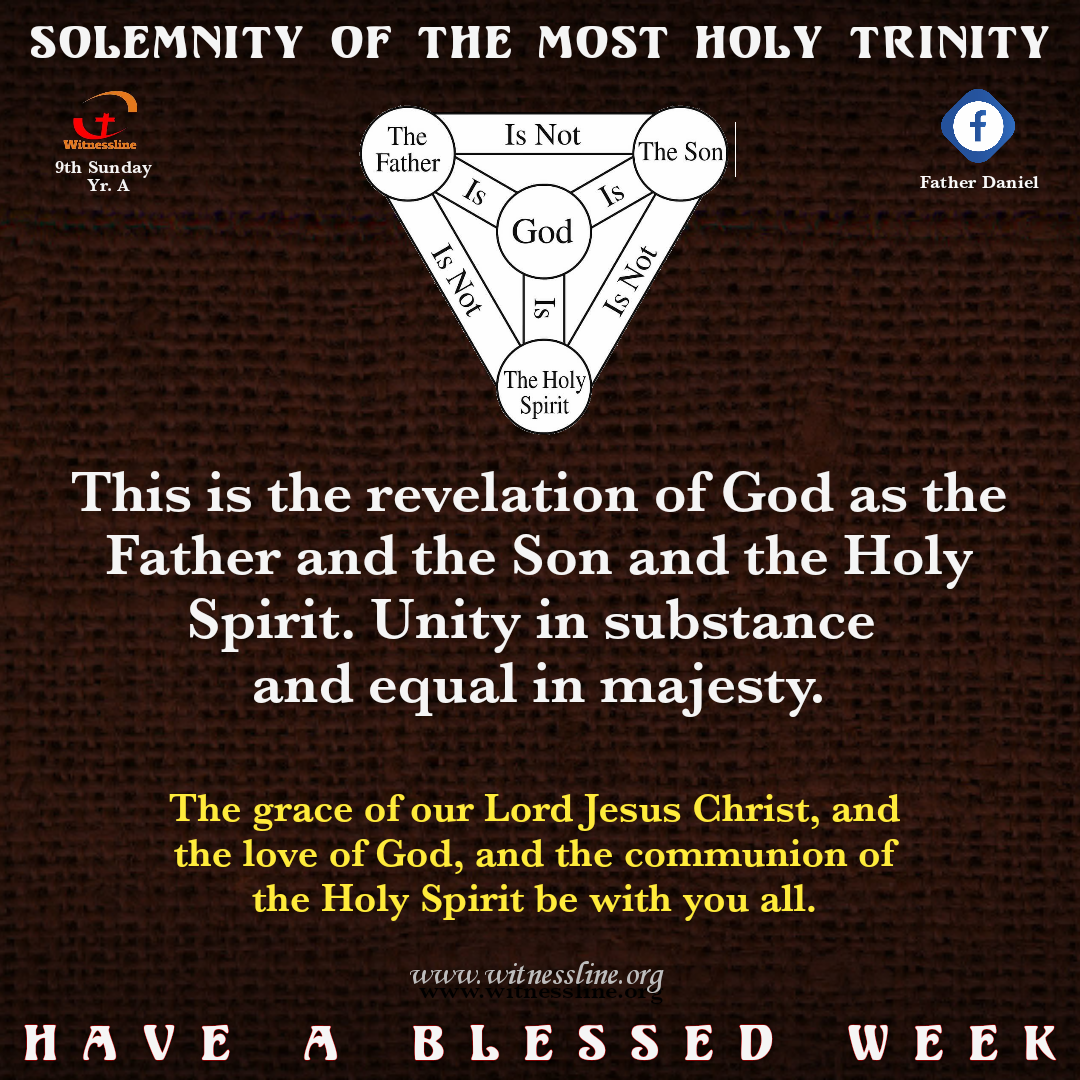 SOLEMNITY OF THE MOST HOLY TRINITY
Witnessline
9th Sunday
Yr. A
The
Father
Is Not
The Son
Is
Is
God
Is Not
Is
Is Not
The Holy
Spirit
Father Daniel
This is the revelation of God as the
Father and the Son and the Holy
Spirit. Unity in substance
and equal in majesty.
The grace of our Lord Jesus Christ, and
the love of God, and the communion of
the Holy Spirit be with you all.
www.witnessline.org
www.witnessline.org
HAVE A BLESSED WEEK